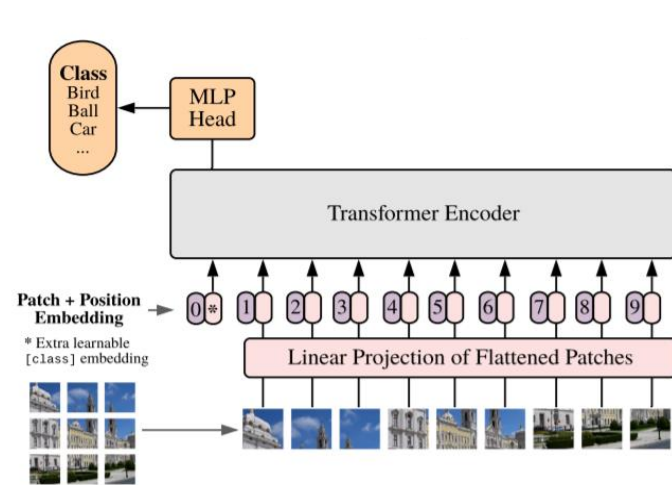 Class
Bird
Ball
Car
...
MLP
Head
Transformer Encoder
Patch + Position
Embedding
0 * 1 2 3 4 5 6 7 8 9
* Extra learnable
[class] embedding
Linear Projection of Flattened Patches